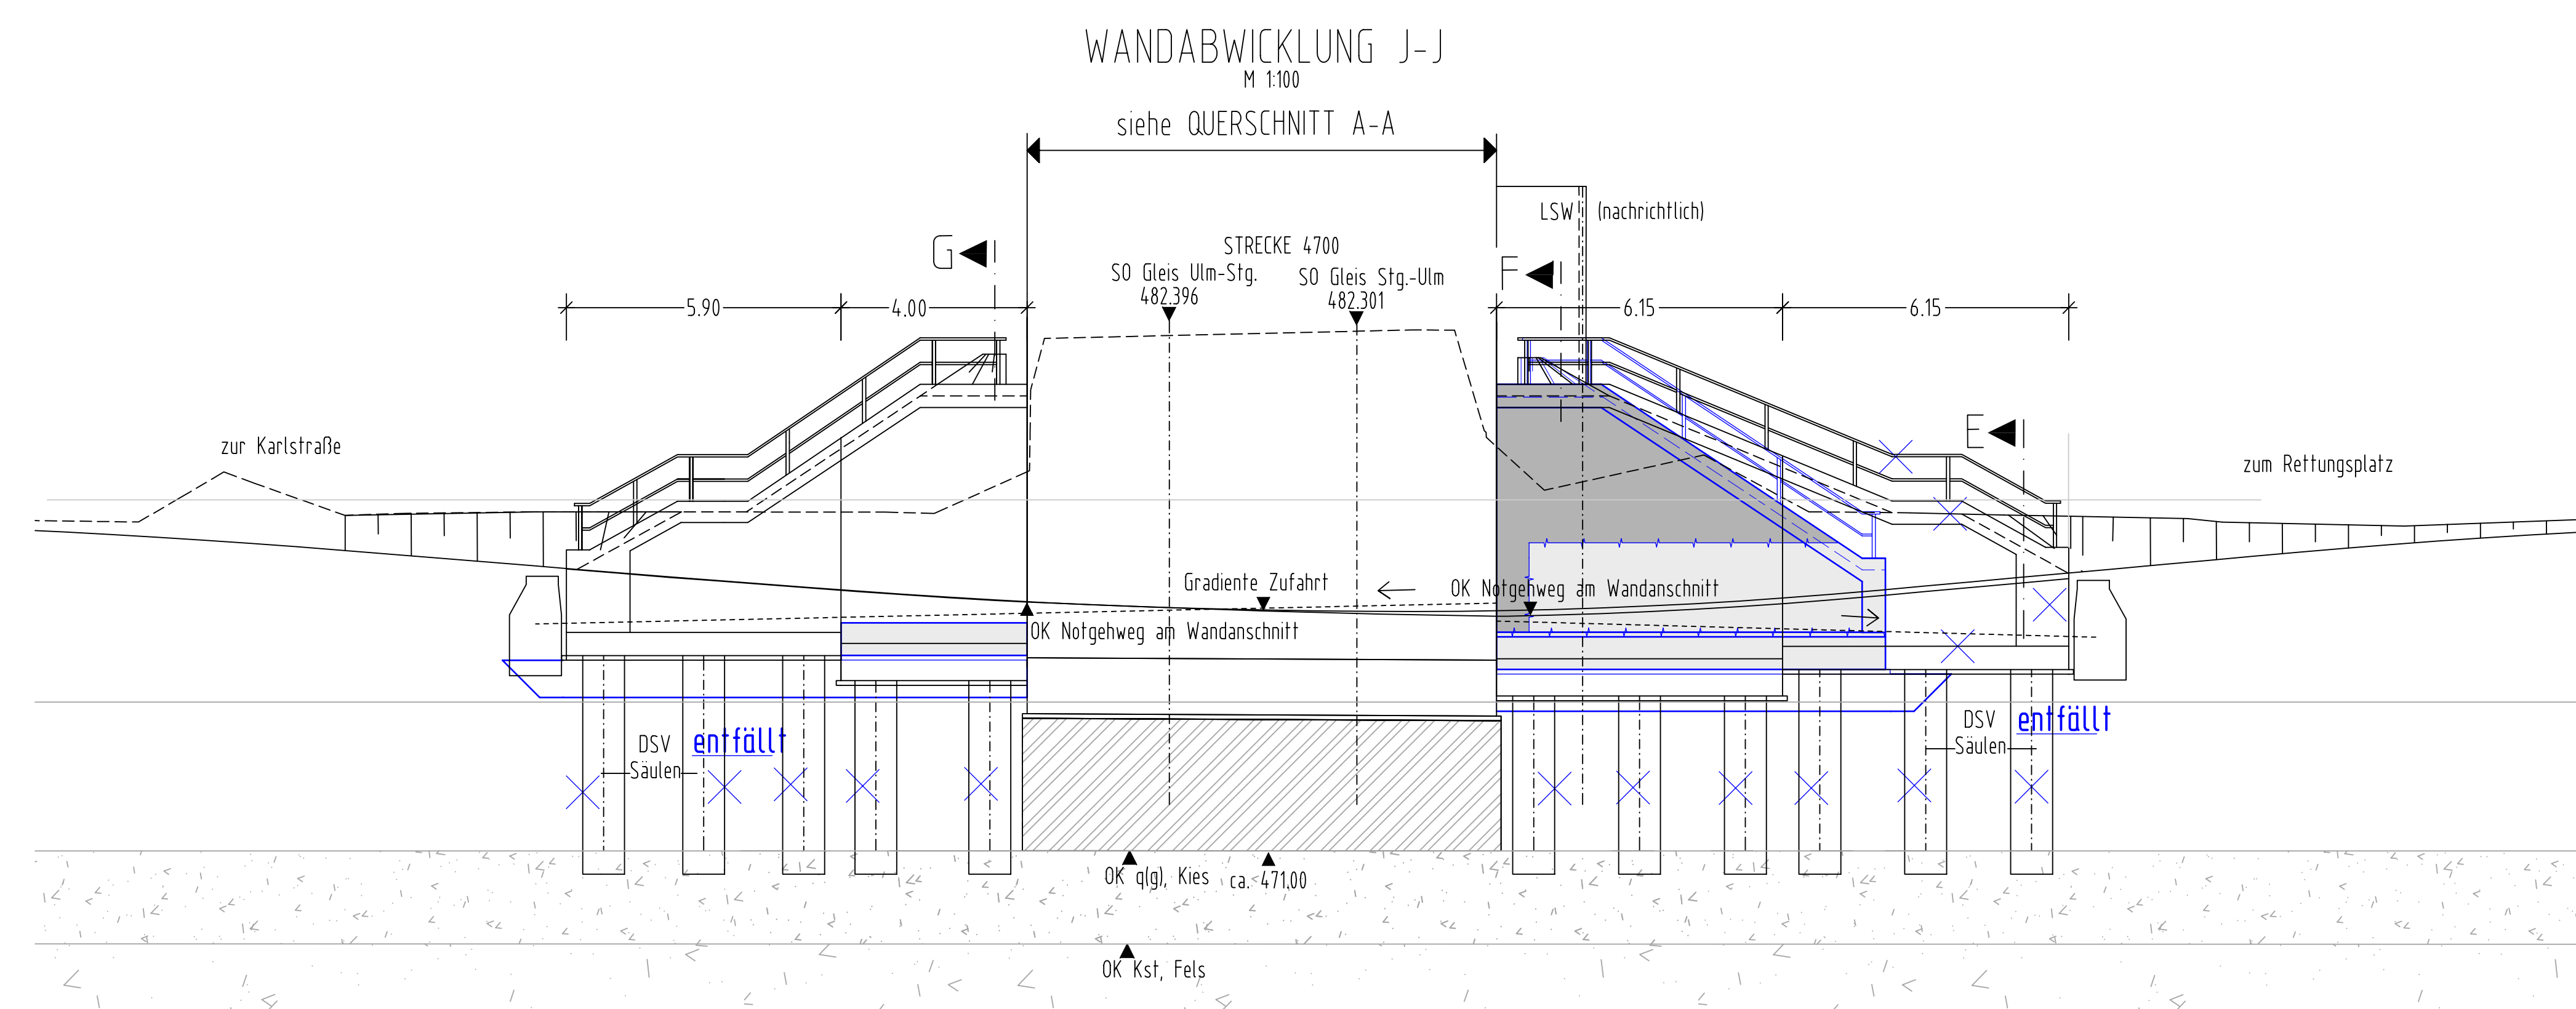 WANDABWICKLUNG J-J
M 1:100
siehe QUERSCHNITT A-A
LSW (nachrichtlich)
STRECKE 4700
G
SO Gleis Ulm-Stg.
482.396
SO Gleis Stg.-Ulm
482.301
F
5.90
4.00
6.15
6.15
E
zur Karlstraße
zum Rettungsplatz
Gradiente Zufahrt
OK Notgehweg am Wandanschnitt
OK Notgehweg am Wandanschnitt
DSV
Säulen
entfällt
DSV
Säulen
entfällt
OK q(g), Kies
ca. 471,00
OK Kst, Fels